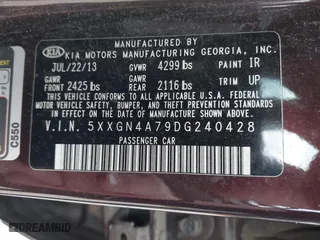 KIA KIA MOTORS MANUFACTURING GEORGIA, INC.
JUL/22/13 GVWR 4299 lbs PAINT IR
GAWR FRONT 2425 lbs GAWR REAR 2116 lbs TRIM UP
THIS VEHICLE CONFORMS TO ALL APPLICABLE FEDERAL MOTOR
VEHICLE SAFETY, BUMPER, AND THEFT PREVENTION STANDARDS
IN EFFECT ON THE DATE OF MANUFACTURE SHOWN ABOVE.
V.I.N. 5XXGN4A79DG240428
PASSENGER CAR
C550
DREAMBID